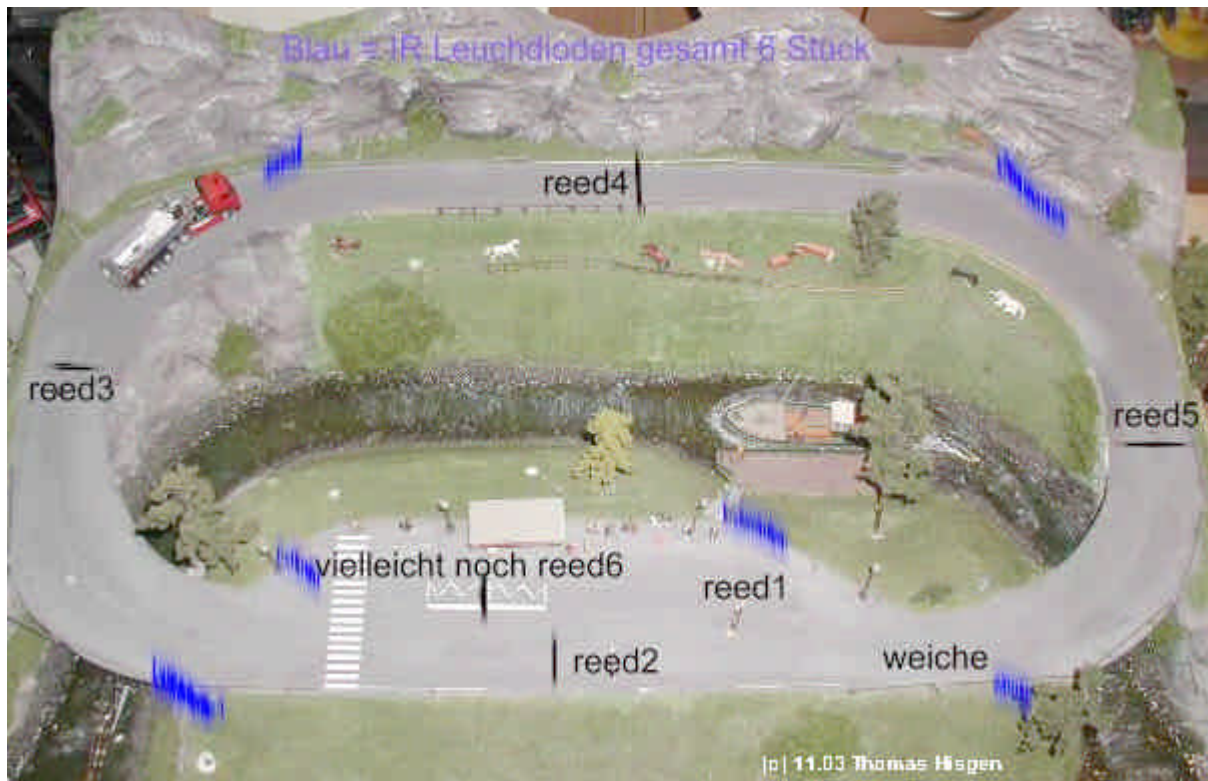 Blau = IR Leuchdioden gesamt 6 Stück
reed4
reed3
reed5
vielleicht noch reed6
reed1
reed2
weiche
|c| 11.03 Thomas Hisgen